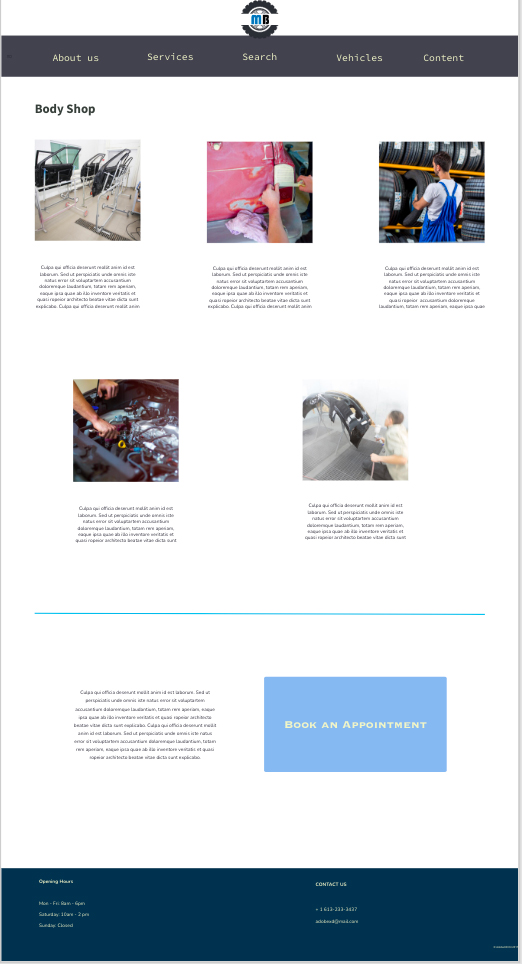 MB
About us
Services
Search
Vehicles
Content
Body Shop
Culpa qui officia deserunt mollit anim id est
laborum. Sed ut perspiciatis unde omnis iste
natus error sit voluptartem accusantium
doloremque laudantium, totam rem aperiam,
eaque ipsa quae ab illo inventore veritatis et
quasi ropeior architecto beatae vitae dicta sunt
explicabo. Culpa qui officia deserunt mollit anim
Culpa qui officia deserunt mollit anim id est
laborum. Sed ut perspiciatis unde omnis iste
natus error sit voluptartem accusantium
doloremque laudantium, totam rem aperiam,
eaque ipsa quae ab illo inventore veritatis et
quasi ropeior architecto beatae vitae dicta sunt
explicabo. Culpa qui officia deserunt mollit anim
Culpa qui officia deserunt mollit anim id est
laborum. Sed ut perspiciatis unde omnis iste
natus error sit voluptartem accusantium
doloremque laudantium, totam rem aperiam,
eaque ipsa quae ab illo inventore veritatis et
quasi ropeior accusantium doloremque
laudantium, totam rem aperiam, eaque ipsa quae
Culpa qui officia deserunt mollit anim id est
laborum. Sed ut perspiciatis unde omnis iste
natus error sit voluptartem accusantium
doloremque laudantium, totam rem aperiam,
eaque ipsa quae ab illo inventore veritatis et
quasi ropeior architecto beatae vitae dicta sunt
Culpa qui officia deserunt mollit anim id est
laborum. Sed ut perspiciatis unde omnis iste
natus error sit voluptartem accusantium
doloremque laudantium, totam rem aperiam,
eaque ipsa quae ab illo inventore veritatis et
quasi ropeior architecto beatae vitae dicta sunt
Culpa qui officia deserunt mollit anim id est laborum. Sed ut
perspiciatis unde omnis iste natus error sit voluptartem
accusantium doloremque laudantium, totam rem aperiam, eaque
ipsa quae ab illo inventore veritatis et quasi ropeior architecto
beatae vitae dicta sunt explicabo. Culpa qui officia deserunt mollit
anim id est laborum. Sed ut perspiciatis unde omnis iste natus
error sit voluptartem accusantium doloremque laudantium, totam
rem aperiam, eaque ipsa quae ab illo inventore veritatis et quasi
ropeior architecto beatae vitae dicta sunt explicabo.
Book an Appointment
Opening Hours
Mon - Fri: 8am - 6pm
Saturday: 10am - 2 pm
Sunday: Closed
CONTACT US
+ 1 613-233-3437
adobexd@mail.com